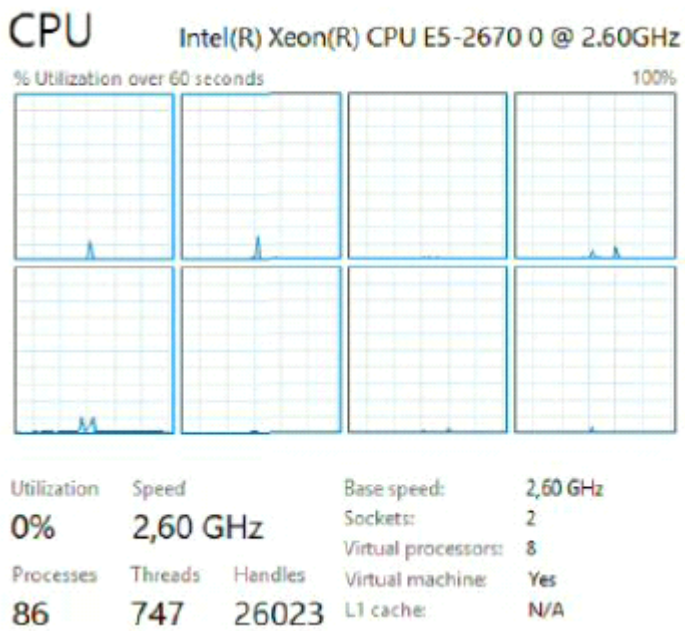 CPU Intel(R) Xeon(R) CPU E5-2670 0 @ 2.60GHz
% Utilization over 60 seconds 100%
Utilization Speed Base speed: 2,60 GHz
0% 2,60 GHz Sockets: 2
Virtual processors: 8
Processes Threads Handles Virtual machine: Yes
86 747 26023 L1 cache: N/A